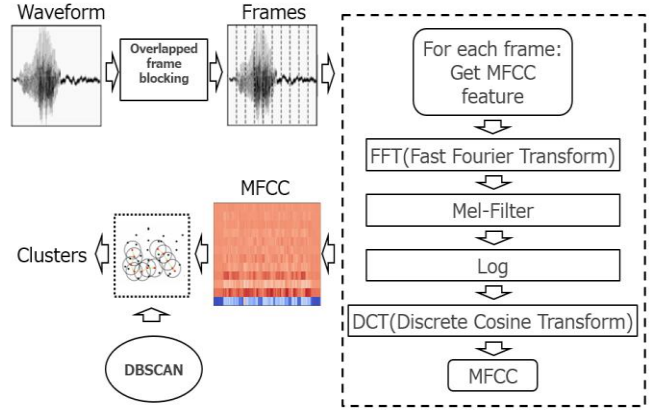 Waveform
Overlapped
frame
blocking
Frames
For each frame:
Get MFCC
feature
FFT(Fast Fourier Transform)
Mel-Filter
Log
DCT(Discrete Cosine Transform)
MFCC
MFCC
Clusters
DBSCAN